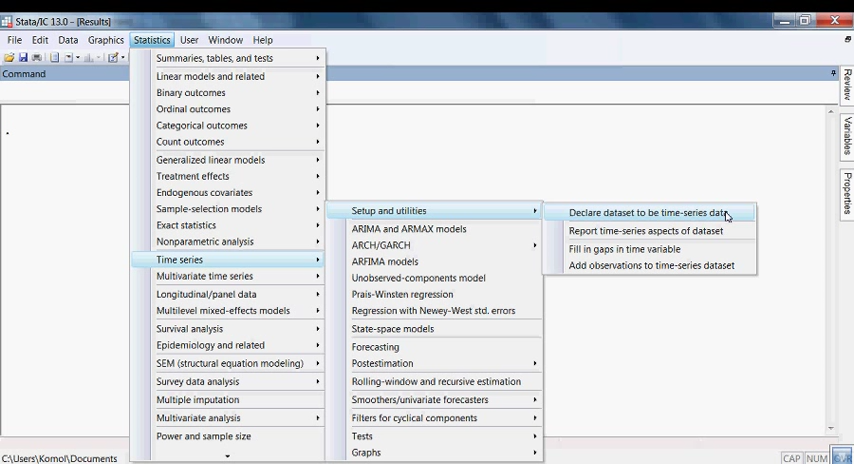 Stata/IC 13.0 - [Results]
File Edit Data Graphics Statistics User Window Help
Command
Review
Variables
Properties
Summaries, tables, and tests
Linear models and related
Binary outcomes
Ordinal outcomes
Categorical outcomes
Count outcomes
Generalized linear models
Treatment effects
Endogenous covariates
Sample-selection models
Exact statistics
Nonparametric analysis
Time series
Multivariate time series
Longitudinal/panel data
Multilevel mixed-effects models
Survival analysis
Epidemiology and related
SEM (structural equation modeling)
Survey data analysis
Multiple imputation
Multivariate analysis
Power and sample size
Setup and utilities
ARIMA and ARMAX models
ARCH/GARCH
ARFIMA models
Unobserved-components model
Prais-Winsten regression
Regression with Newey-West std. errors
State-space models
Forecasting
Postestimation
Rolling-window and recursive estimation
Smoothers/univariate forecasters
Filters for cyclical components
Tests
Graphs
Declare dataset to be time-series data
Report time-series aspects of dataset
Fill in gaps in time variable
Add observations to time-series dataset
C:\Users\Komol\Documents
CAP NUM OVR